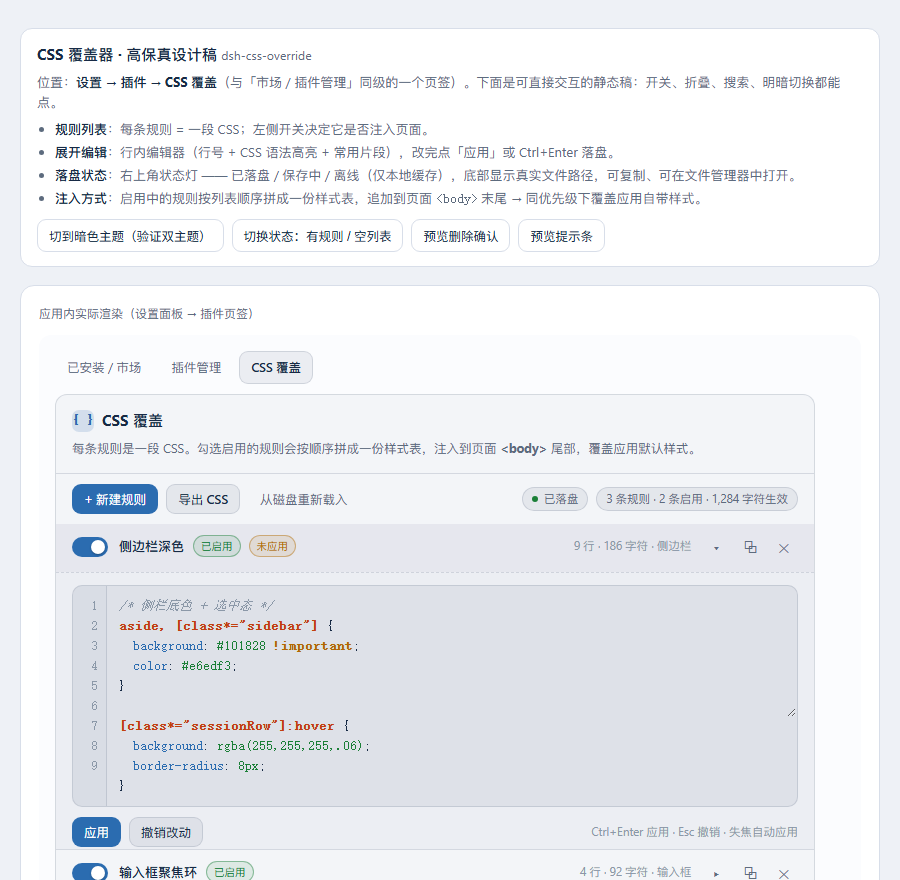 CSS 覆盖器 · 高保真设计稿 dsh-css-override
位置：设置 → 插件 → CSS 覆盖（与「市场 / 插件管理」同级的一个页签）。下面是可直接交互的静态稿：开关、折叠、搜索、明暗切换都能
点。
规则列表：每条规则 = 一段 CSS；左侧开关决定它是否注入页面。
展开编辑：行内编辑器（行号 + CSS 语法高亮 + 常用片段），改完点「应用」或 Ctrl+Enter 落盘。
落盘状态：右上角状态灯 —— 已落盘 / 保存中 / 离线（仅本地缓存），底部显示真实文件路径，可复制、可在文件管理器中打开。
注入方式：启用中的规则按列表顺序拼成一份样式表，追加到页面 <body> 末尾 → 同优先级下覆盖应用自带样式。
切到暗色主题（验证双主题） 切换状态：有规则 / 空列表 预览删除确认 预览提示条
应用内实际渲染（设置面板 → 插件页签）
已安装 / 市场 插件管理 CSS 覆盖
{ } CSS 覆盖
每条规则是一段 CSS。勾选启用的规则会按顺序拼成一份样式表，注入到页面 <body> 尾部，覆盖应用默认样式。
+ 新建规则 导出 CSS 从磁盘重新载入 已落盘 3 条规则 · 2 条启用 · 1,284 字符生效
侧边栏深色 已启用 未应用 9 行 · 186 字符 · 侧边栏
1 /* 侧栏底色 + 选中态 */
2 aside, [class*="sidebar"] {
3 background: #101828 !important;
4 color: #e6edf3;
5 }
6
7 [class*="sessionRow"]:hover {
8 background: rgba(255,255,255,.06);
9 border-radius: 8px;
}
应用 撤销改动 Ctrl+Enter 应用 · Esc 撤销 · 失焦自动应用
输入框聚焦环 已启用 4 行 · 92 字符 · 输入框